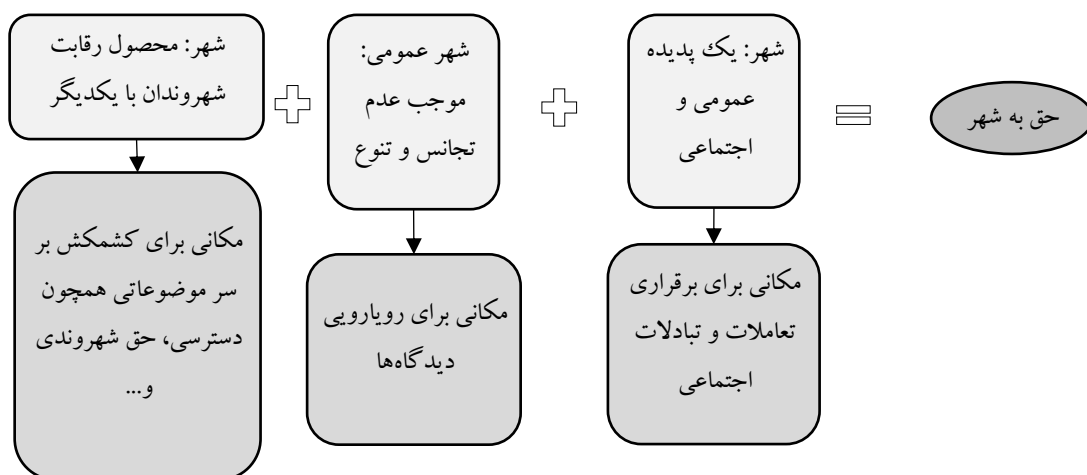 حق به شهر
=
شهر: یک پدیده
عمومی و
اجتماعی
+
شهر عمومی:
موجب عدم
تجانس و تنوع
+
شهر: محصول رقابت
شهروندان با یکدیگر
مکانی برای برقراری
تعاملات و تبادلات
اجتماعی
مکانی برای رویارویی
دیدگاه‌ها
مکانی برای کشمکش بر
سر موضوعاتی همچون
دسترسی، حق شهروندی
و...